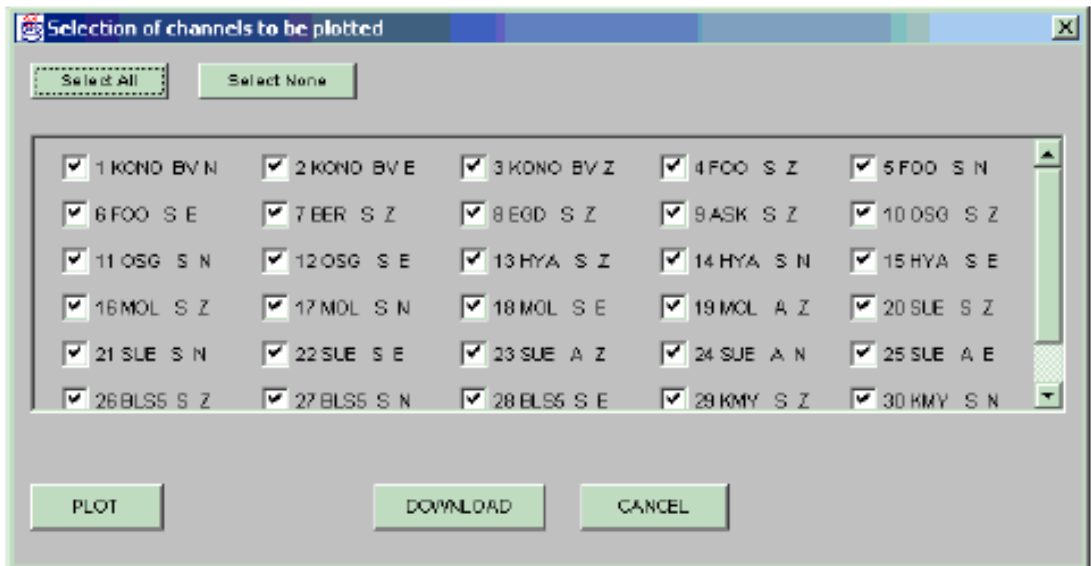 Selection of channels to be plotted
Select All Select None
1 KONO BV N 2 KONO BV E 3 KONO BV Z 4 FOO S Z 5 FOO S N
6 FOO S E 7 BER S Z 8 EGD S Z 9 ASK S Z 10 OSG S Z
11 OSG S N 12 OSG S E 13 HYA S Z 14 HYA S N 15 HYA S E
16 MOL S Z 17 MOL S N 18 MOL S E 19 MOL A Z 20 SUE S Z
21 SUE S N 22 SUE S E 23 SUE A Z 24 SUE A N 25 SUE A E
26 BLS5 S Z 27 BLS5 S N 28 BLS5 S E 29 KMY S Z 30 KMY S N
PLOT DOWNLOAD CANCEL